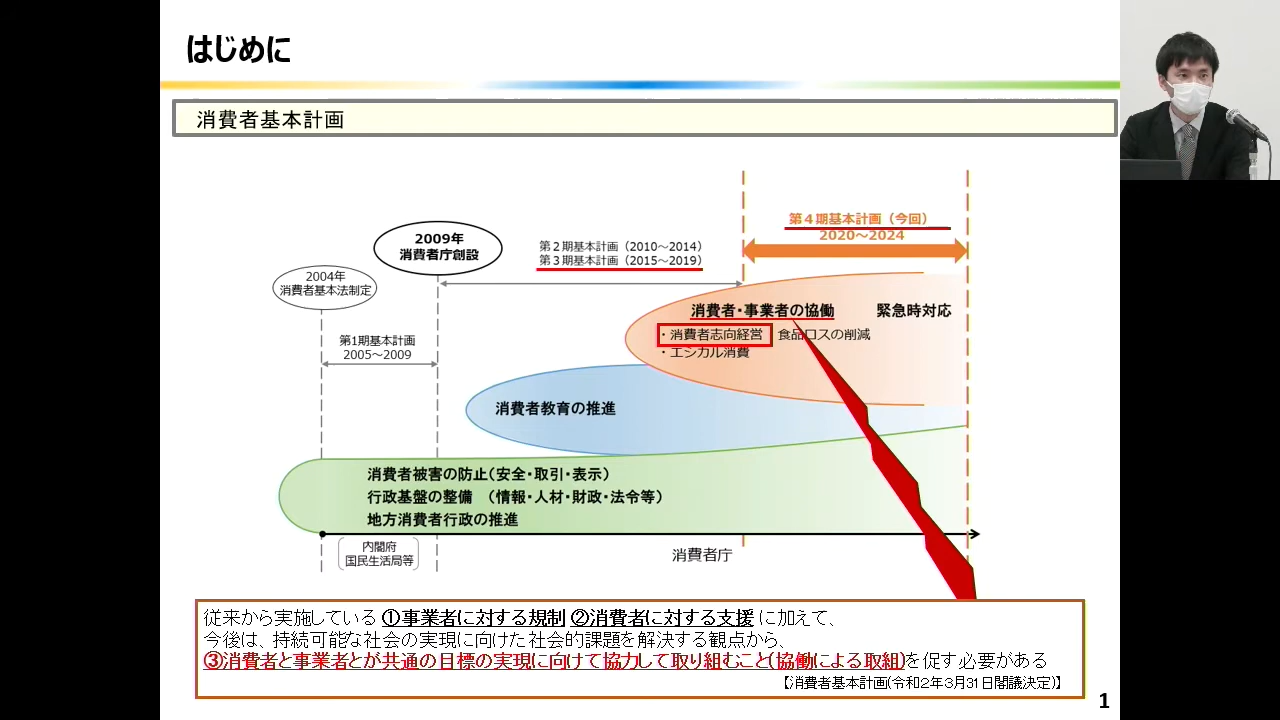 はじめに
消費者基本計画
第４期基本計画（今回）
2020～2024
2009年
消費者庁創設
第２期基本計画（2010～2014）
第３期基本計画（2015～2019）
2004年
消費者基本法制定
消費者・事業者の協働
緊急時対応
・消費者志向経営
食品ロスの削減
・エシカル消費
第1期基本計画
2005～2009
消費者教育の推進
消費者被害の防止（安全・取引・表示）
行政基盤の整備　（情報・人材・財政・法令等）
地方消費者行政の推進
内閣府
国民生活局等
消費者庁
従来から実施している ①事業者に対する規制 ②消費者に対する支援 に加えて、
今後は、持続可能な社会の実現に向けた社会的課題を解決する観点から、
③消費者と事業者とが共通の目標の実現に向けて協力して取り組むこと(協働による取組)を促す必要がある
【消費者基本計画(令和2年3月31日閣議決定)】
1